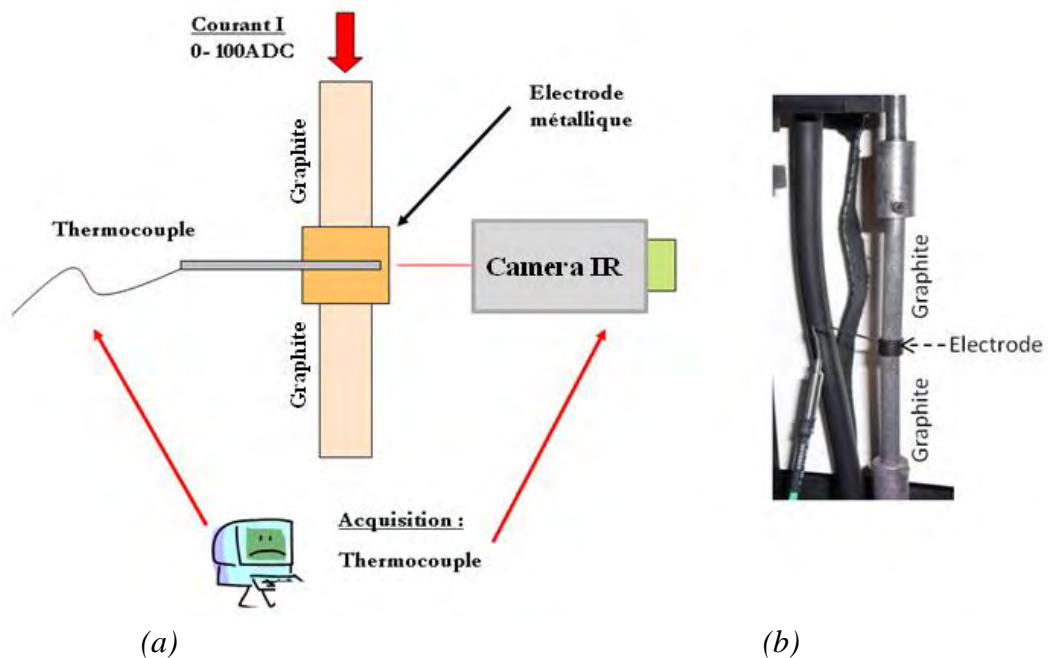 Courant I
0- 100ADC
Electrode
métallique
Graphite
Thermocouple
Camera IR
Graphite
Graphite
Electrode
Graphite
Acquisition :
Thermocouple
(a)
(b)